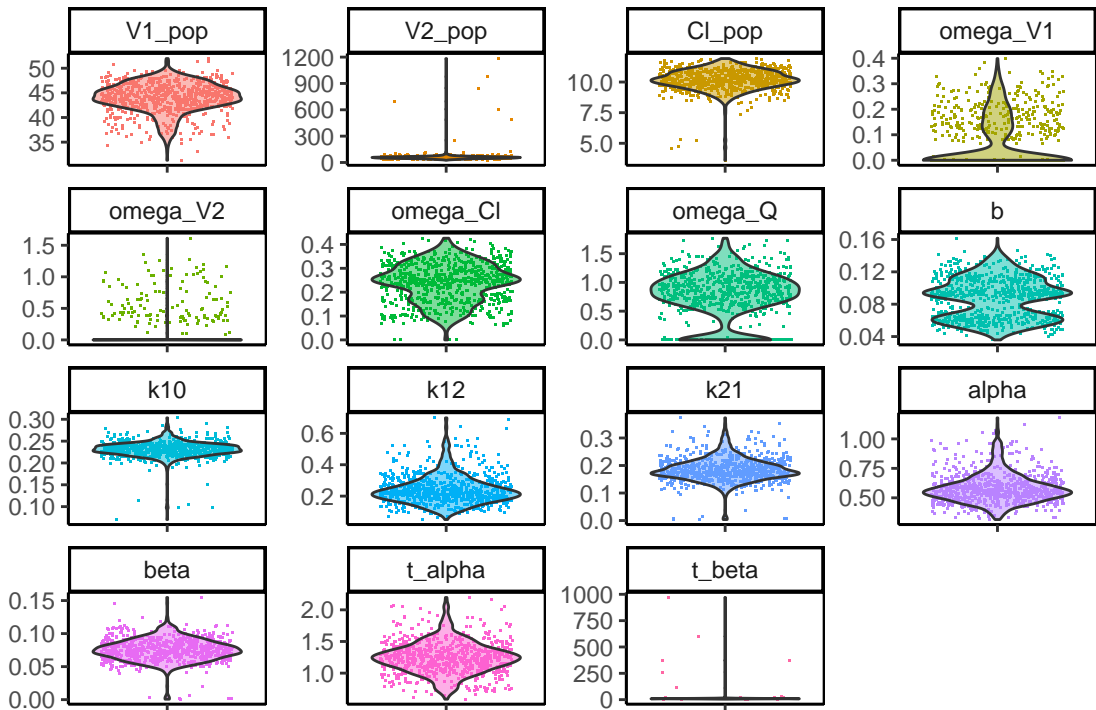 V1_pop V2_pop Cl_pop omega_V1
50 45 40 35
1200 900 600 300 0
10.0 7.5 5.0
0.4 0.3 0.2 0.1 0.0
omega_V2 omega_Cl omega_Q b
1.5 1.0 0.5 0.0
0.4 0.3 0.2 0.1 0.0
1.5 1.0 0.5 0.0
0.16 0.12 0.08 0.04
k10 k12 k21 alpha
0.30 0.25 0.20 0.15 0.10
0.6 0.4 0.2
0.3 0.2 0.1 0.0
1.00 0.75 0.50
beta t_alpha t_beta
0.15 0.10 0.05 0.00
2.0 1.5 1.0
1000 750 500 250 0